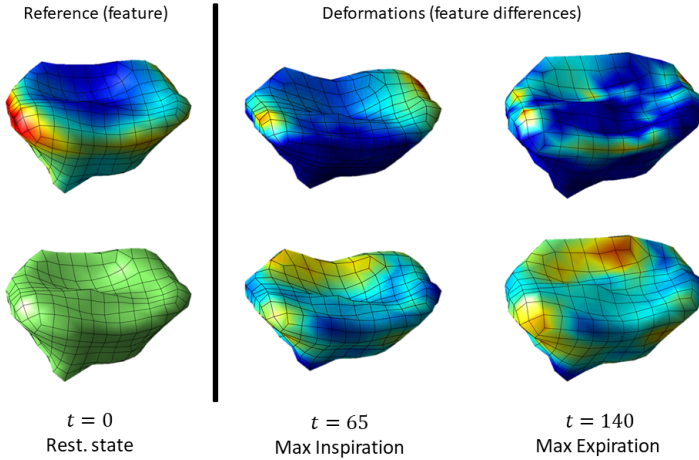 Reference (feature)
Deformations (feature differences)
t = 0
Rest. state
t = 65
Max Inspiration
t = 140
Max Expiration